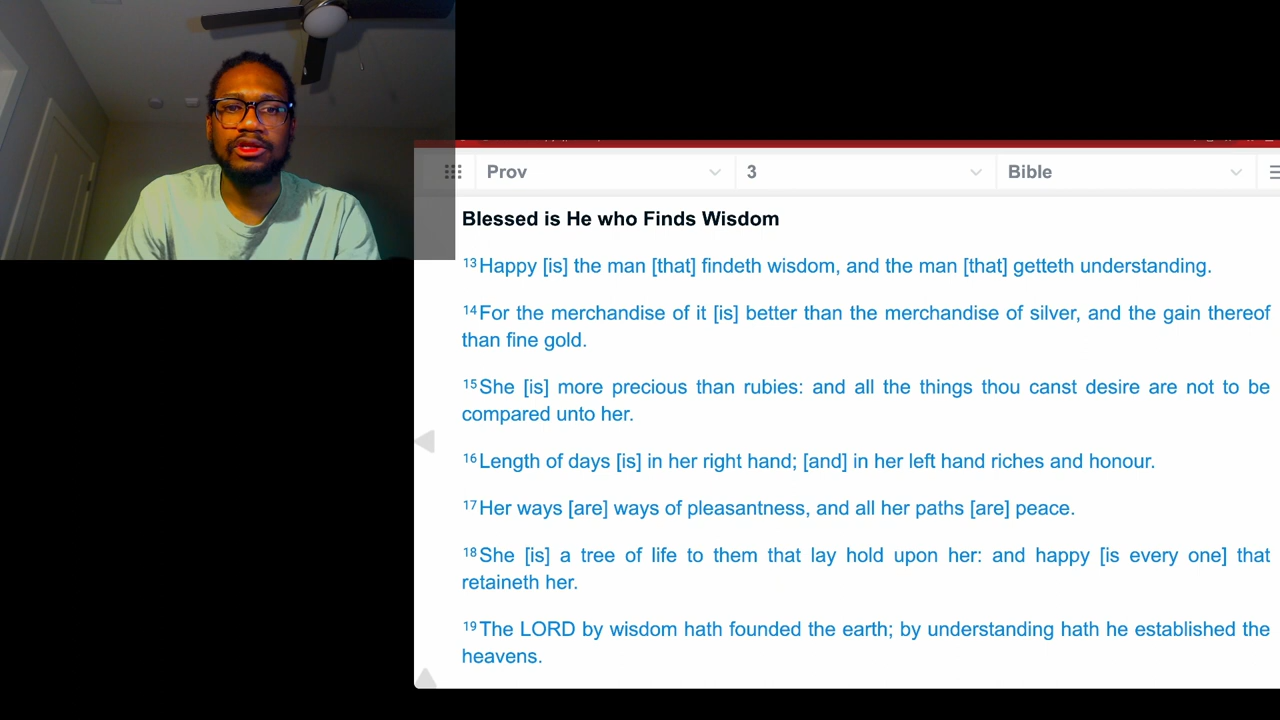 Prov 3 Bible
Blessed is He who Finds Wisdom
13Happy [is] the man [that] findeth wisdom, and the man [that] getteth understanding.
14For the merchandise of it [is] better than the merchandise of silver, and the gain thereof
than fine gold.
15She [is] more precious than rubies: and all the things thou canst desire are not to be
compared unto her.
16Length of days [is] in her right hand; [and] in her left hand riches and honour.
17Her ways [are] ways of pleasantness, and all her paths [are] peace.
18She [is] a tree of life to them that lay hold upon her: and happy [is every one] that
retaineth her.
19The LORD by wisdom hath founded the earth; by understanding hath he established the
heavens.